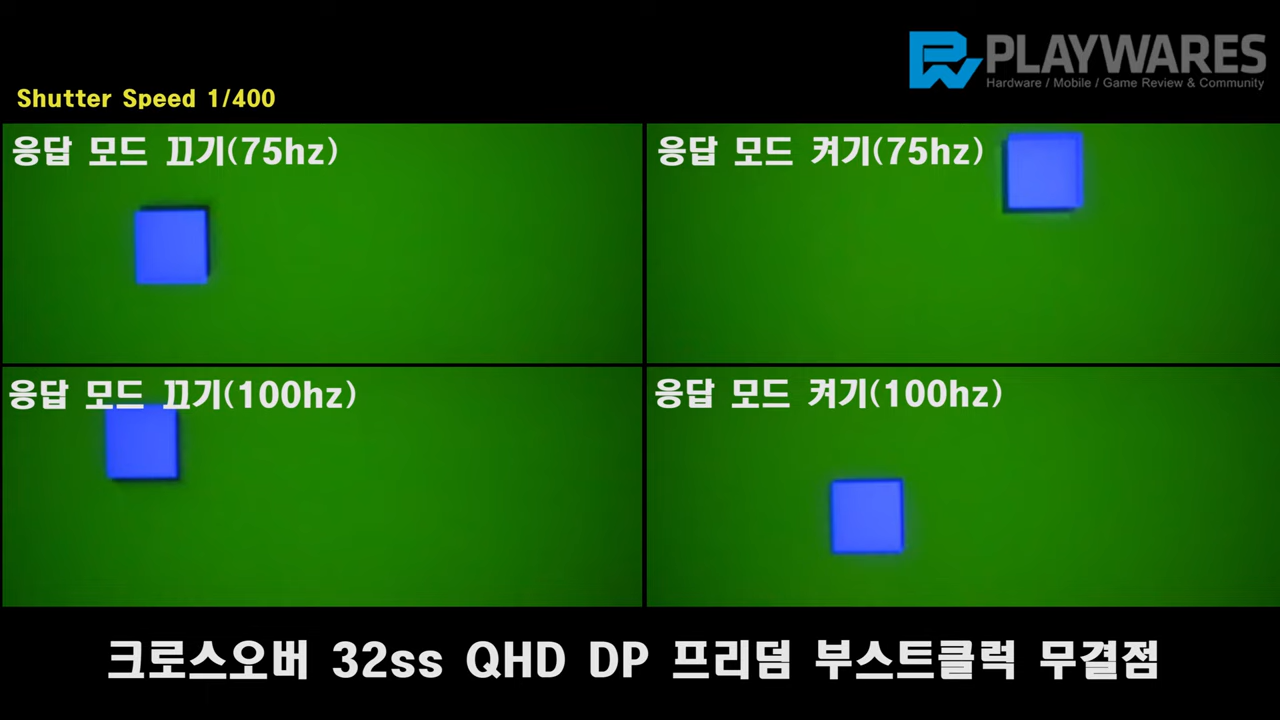 PLAYWARES
Hardware / Mobile / Game Review & Community
Shutter Speed 1/400
응답 모드 끄기(75hz)
응답 모드 켜기(75hz)
응답 모드 끄기(100hz)
응답 모드 켜기(100hz)
크로스오버 32ss QHD DP 프리덤 부스트클럭 무결점